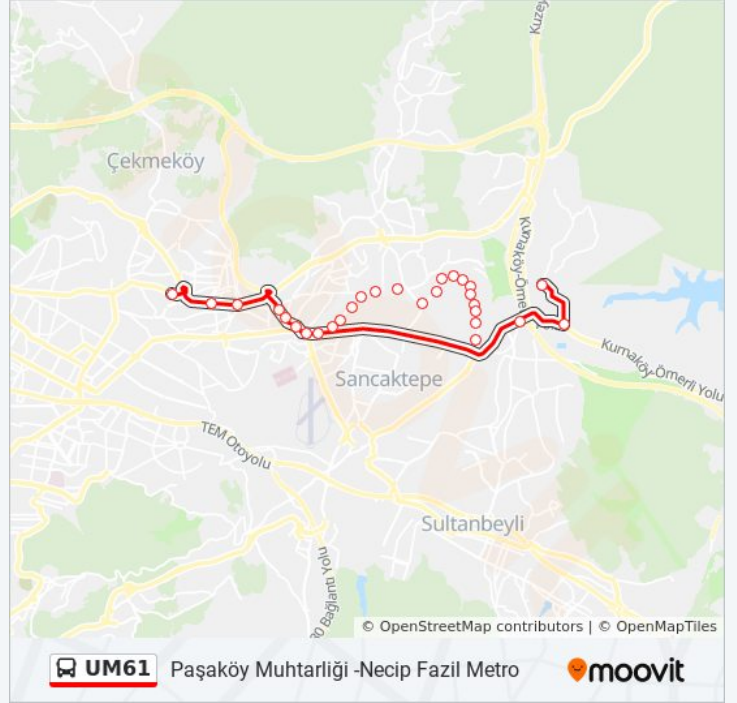 Kuzey
Çekmeköy
Kurnaköy-Ömer
Kurnaköy-Ömerli Yolu
Sancaktepe
TEM Otoyolu
Sultanbeyli
Bağlantı Yolu
© OpenStreetMap contributors | © OpenMapTiles
UM61 Paşaköy Muhtarliği -Necip Fazil Metro
moovit